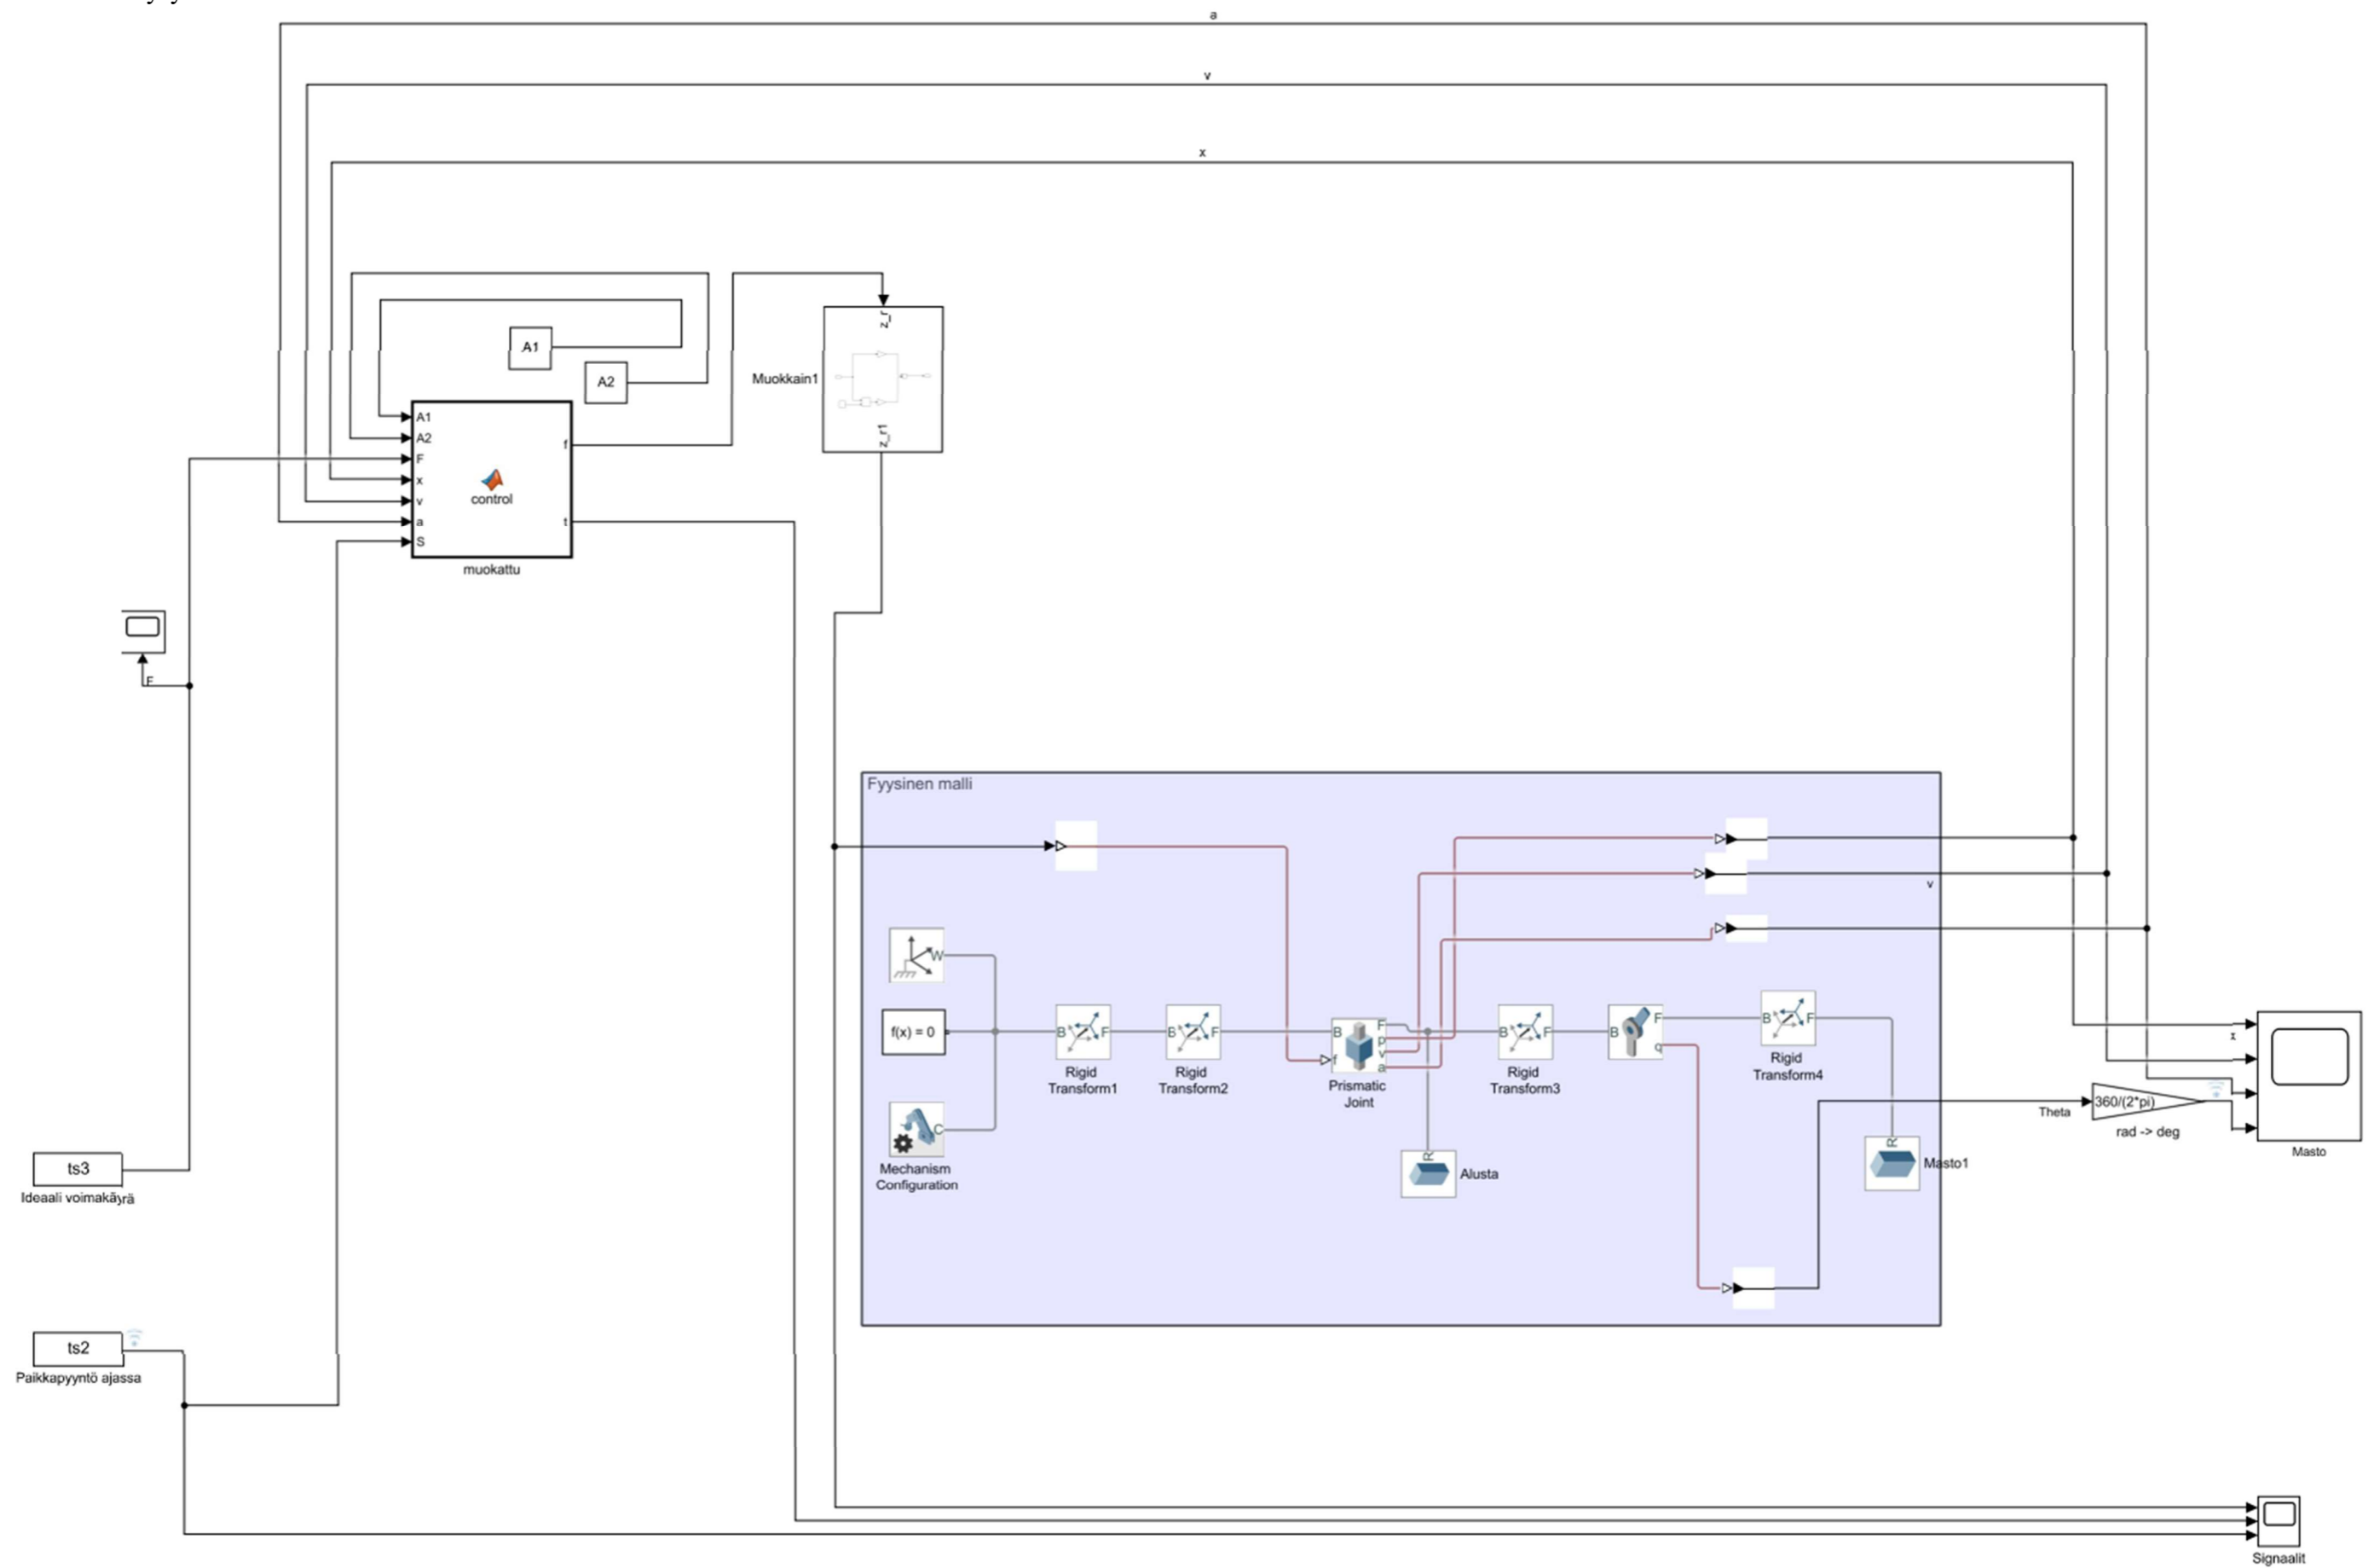 a
v
x
A1
A2
Muokkain1
z_r
z_r1
A1
A2
F
x
v
a
S
f
t
control
muokattu
F
Fyysinen malli
v
W
f(x) = 0
C
Mechanism
Configuration
B
F
Rigid
Transform1
B
F
Rigid
Transform2
B
f
F
p
v
a
Prismatic
Joint
B
F
Rigid
Transform3
B
F
q
B
F
Rigid
Transform4
R
Alusta
R
Masto1
x
Theta
360/(2*pi)
rad -> deg
Masto
ts3
Ideaali voimakäyrä
ts2
Paikkapyyntö ajassa
Signaalit